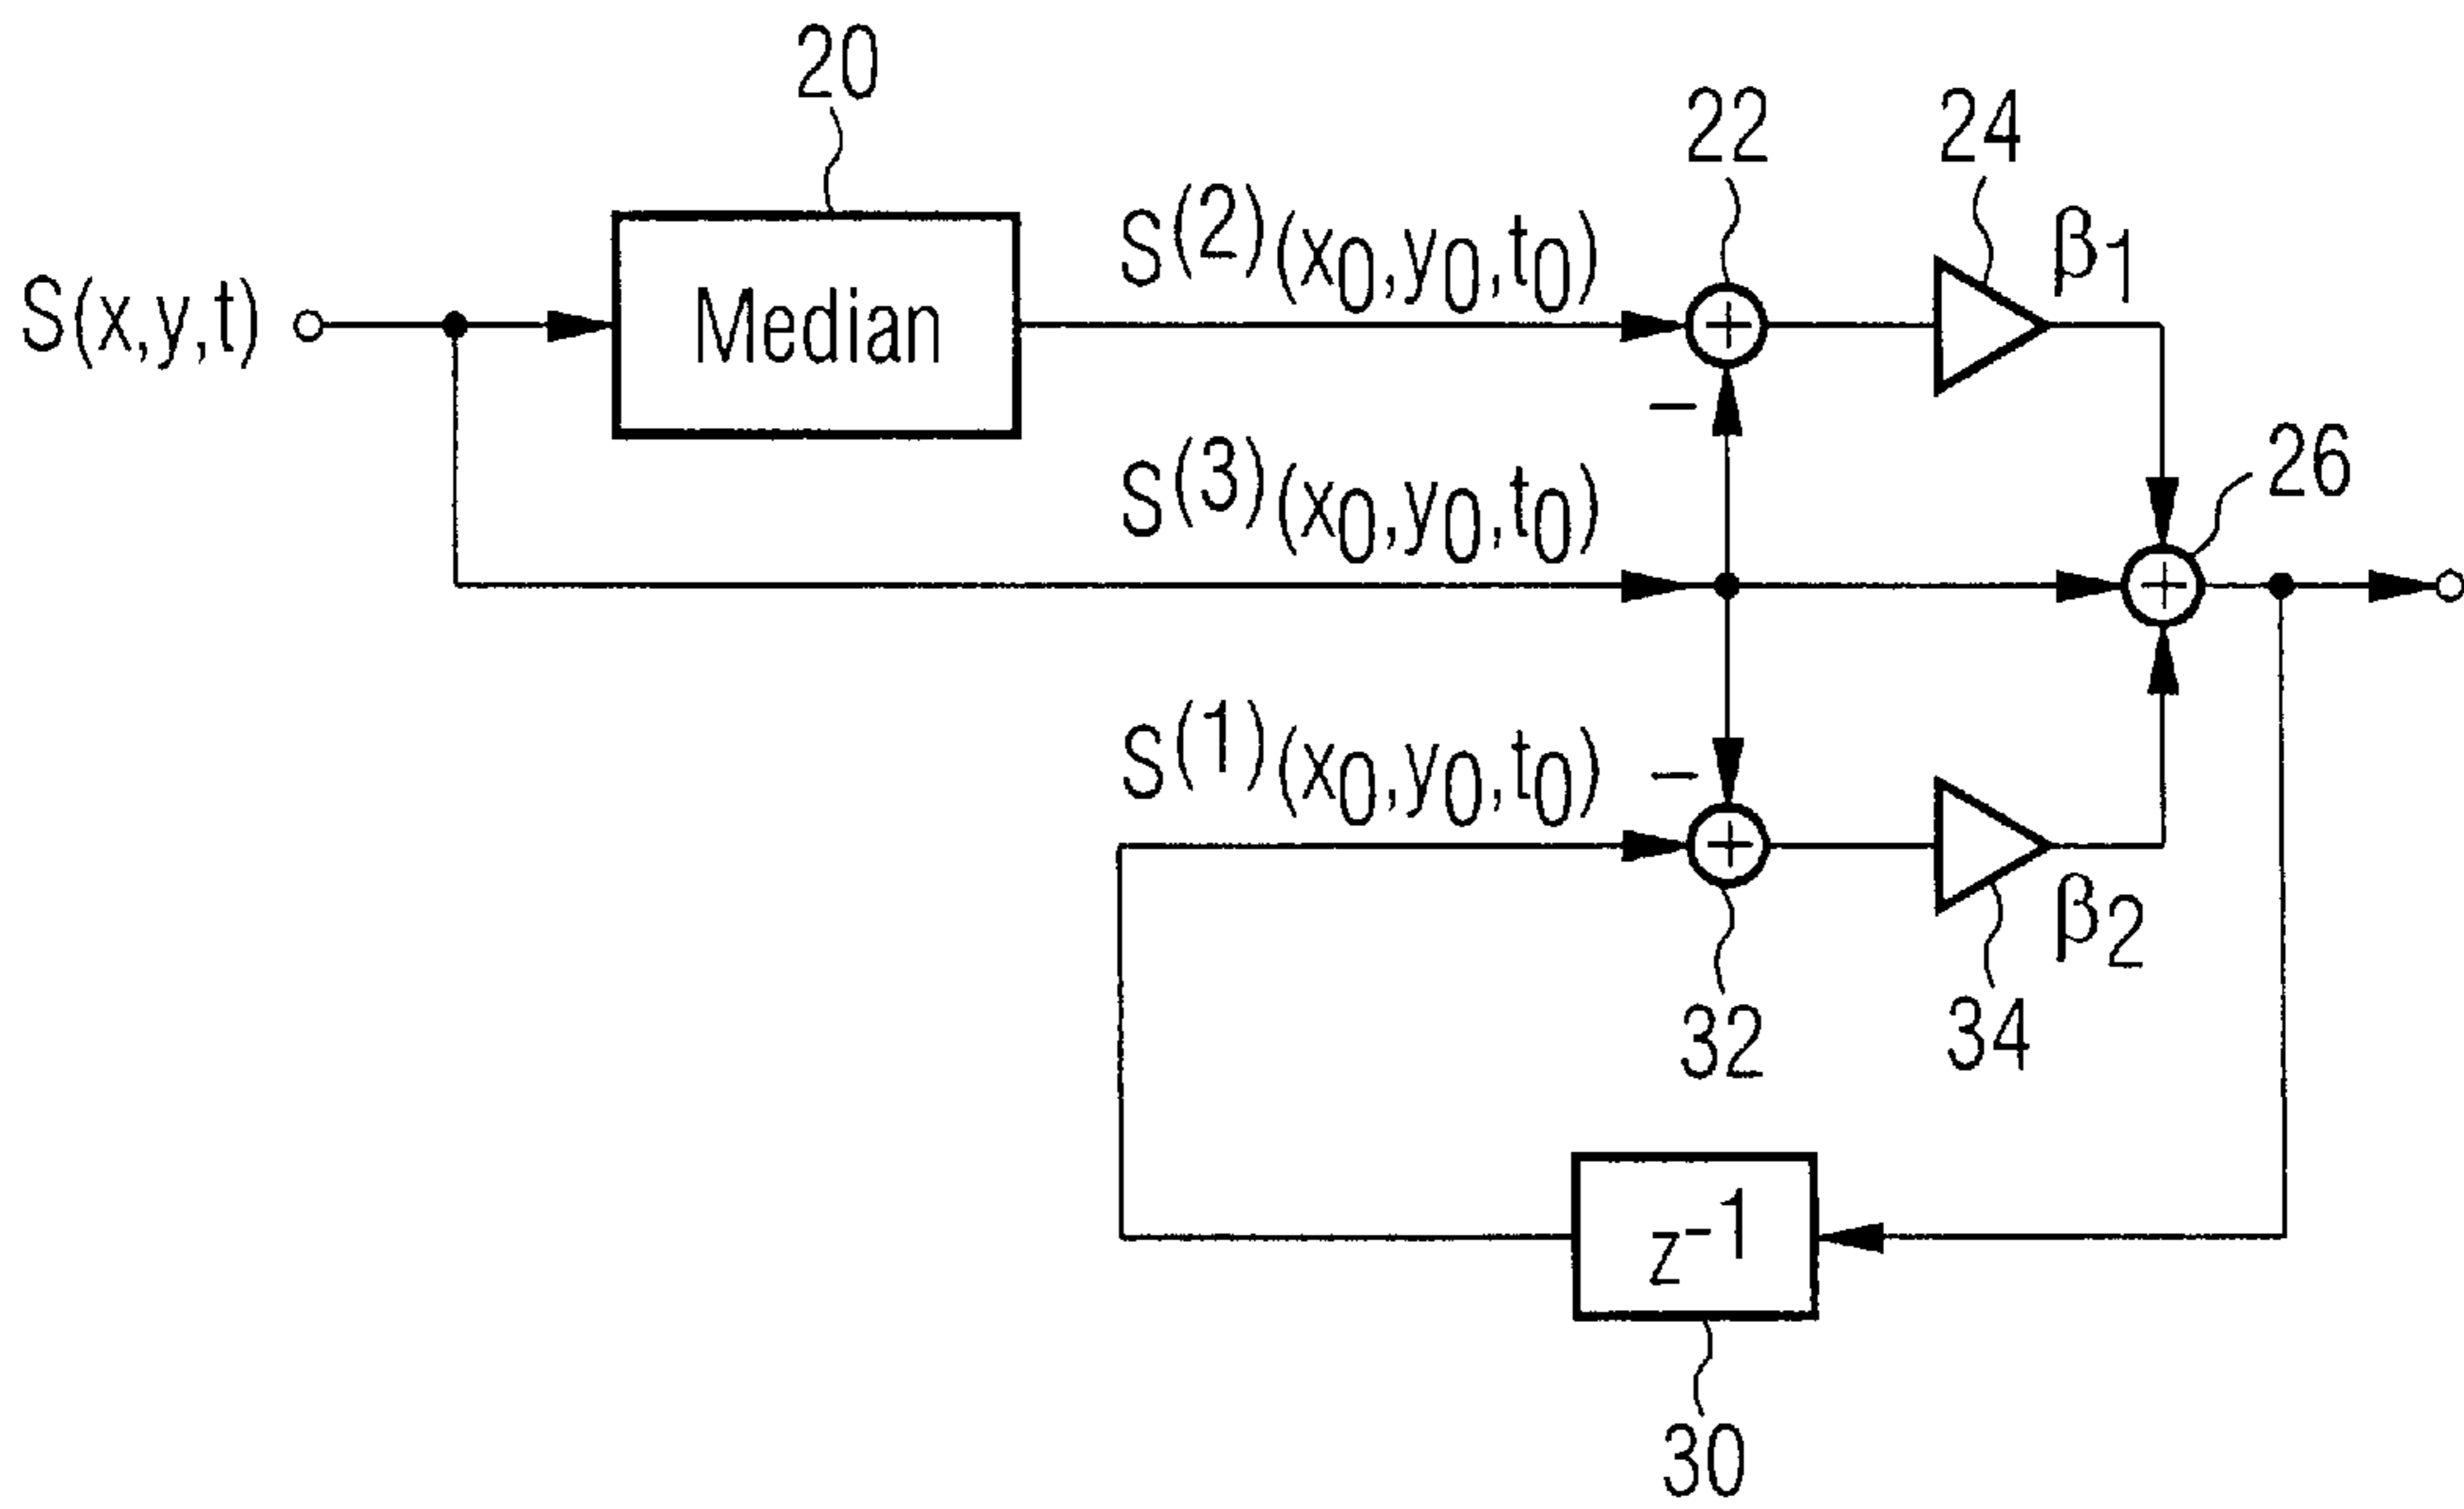 20
22
24
S(x,y,t)
Median
S(2)(x0,y0,t0)
+
β1
−
S(3)(x0,y0,t0)
26
+
S(1)(x0,y0,t0)
−
+
β2
32
34
z-1
30